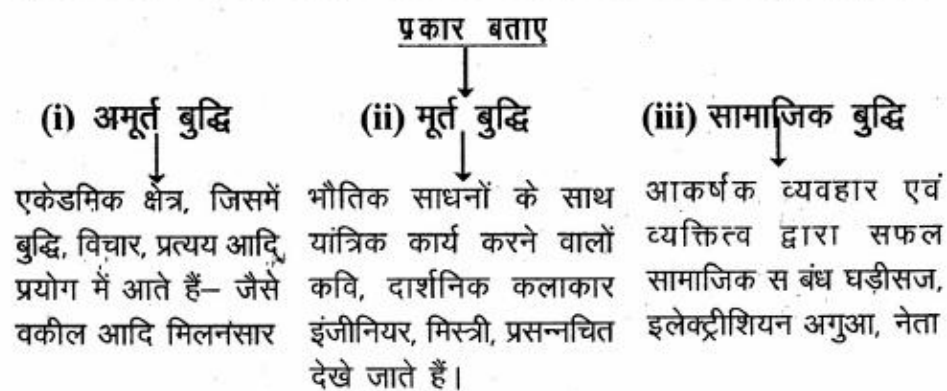 प्रकार बताए
(i) अमूर्त बुद्धि
एकेडमिक क्षेत्र, जिसमें
बुद्धि, विचार, प्रत्यय आदि
प्रयोग में आते हैं– जैसे
वकील आदि मिलनसार
(ii) मूर्त बुद्धि
भौतिक साधनों के साथ
यांत्रिक कार्य करने वालों
कवि, दार्शनिक कलाकार
इंजीनियर, मिस्त्री, प्रसन्नचित
देखे जाते हैं।
(iii) सामाजिक बुद्धि
आकर्षक व्यवहार एवं
व्यक्तित्व द्वारा सफल
सामाजिक स बंध घड़ीसज,
इलेक्ट्रीशियन अगुआ, नेता